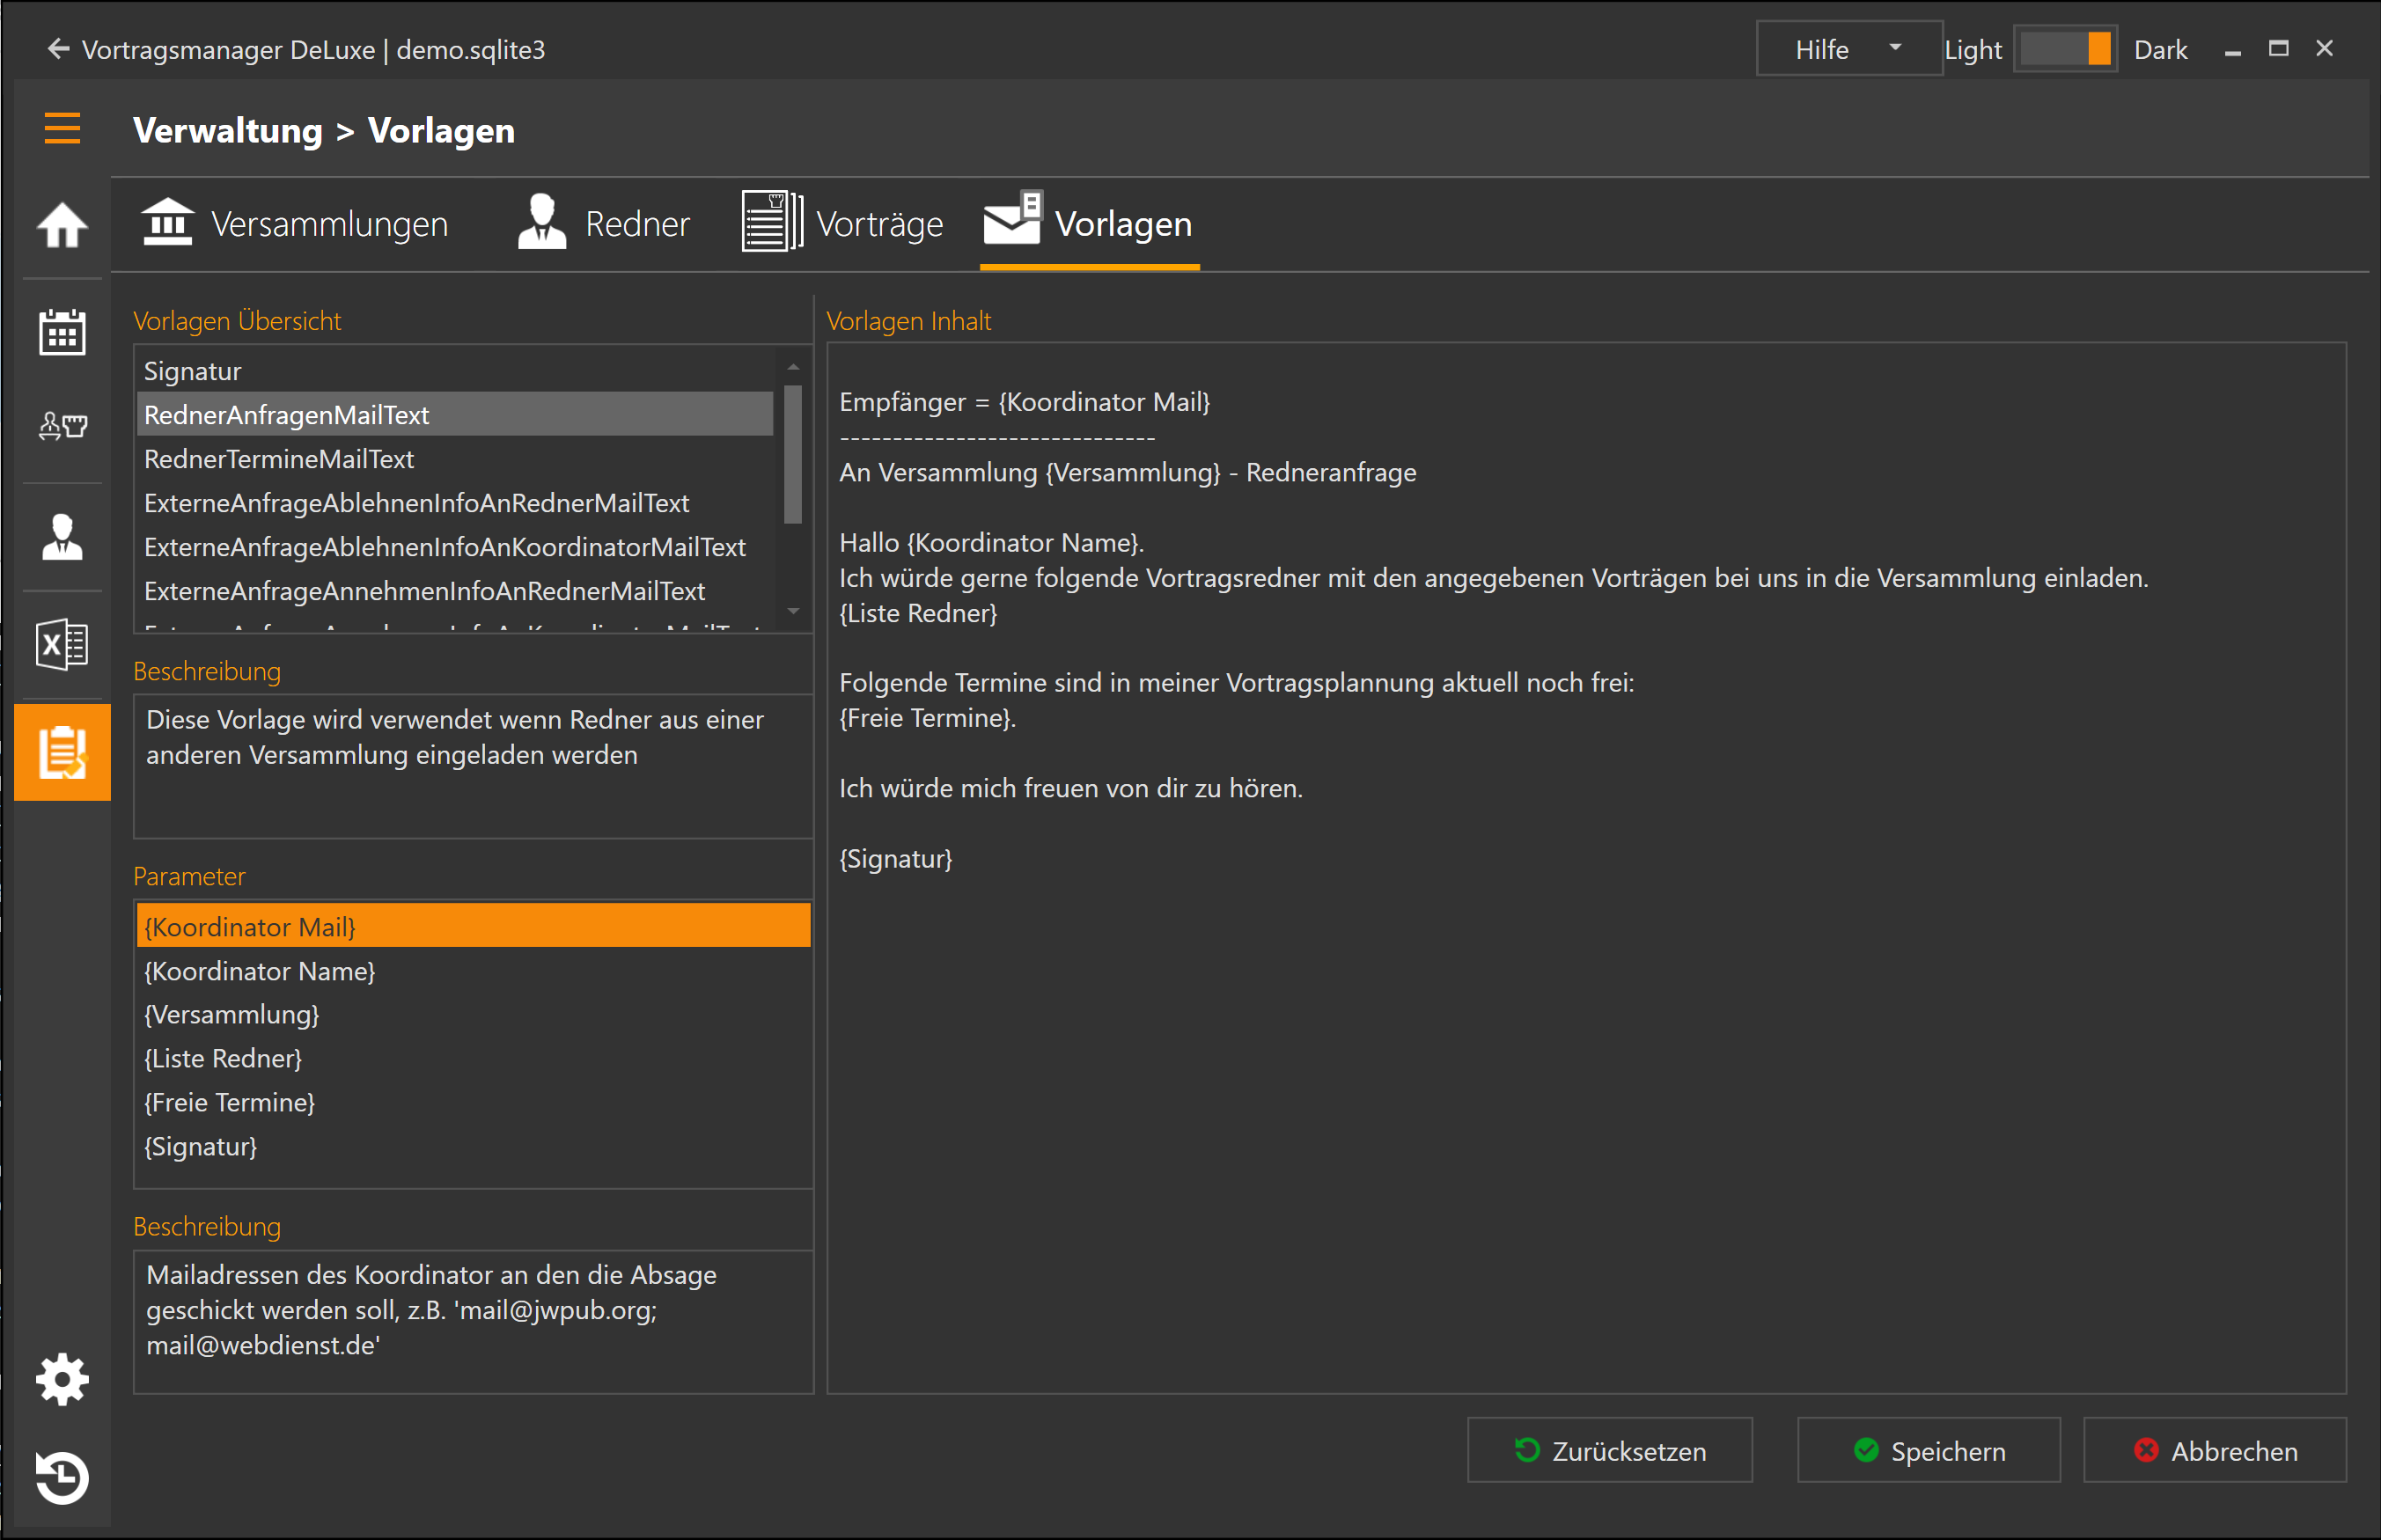 Vortragsmanager DeLuxe | demo.sqlite3
Hilfe
Light
Dark
Verwaltung > Vorlagen
Versammlungen
Redner
Vorträge
Vorlagen
Vorlagen Übersicht
Signatur
RednerAnfragenMailText
RednerTermineMailText
ExterneAnfrageAblehnenInfoAnRednerMailText
ExterneAnfrageAblehnenInfoAnKoordinatorMailText
ExterneAnfrageAnnehmenInfoAnRednerMailText
ExterneAnfrageAnnehmenInfoAnKoordinatorMailText
Beschreibung
Diese Vorlage wird verwendet wenn Redner aus einer
anderen Versammlung eingeladen werden
Parameter
{Koordinator Mail}
{Koordinator Name}
{Versammlung}
{Liste Redner}
{Freie Termine}
{Signatur}
Beschreibung
Mailadressen des Koordinator an den die Absage
geschickt werden soll, z.B. 'mail@jwpub.org;
mail@webdienst.de'
Vorlagen Inhalt
Empfänger = {Koordinator Mail}
------------------------------
An Versammlung {Versammlung} - Redneranfrage
Hallo {Koordinator Name}.
Ich würde gerne folgende Vortragsredner mit den angegebenen Vorträgen bei uns in die Versammlung einladen.
{Liste Redner}
Folgende Termine sind in meiner Vortragsplannung aktuell noch frei:
{Freie Termine}.
Ich würde mich freuen von dir zu hören.
{Signatur}
Zurücksetzen
Speichern
Abbrechen